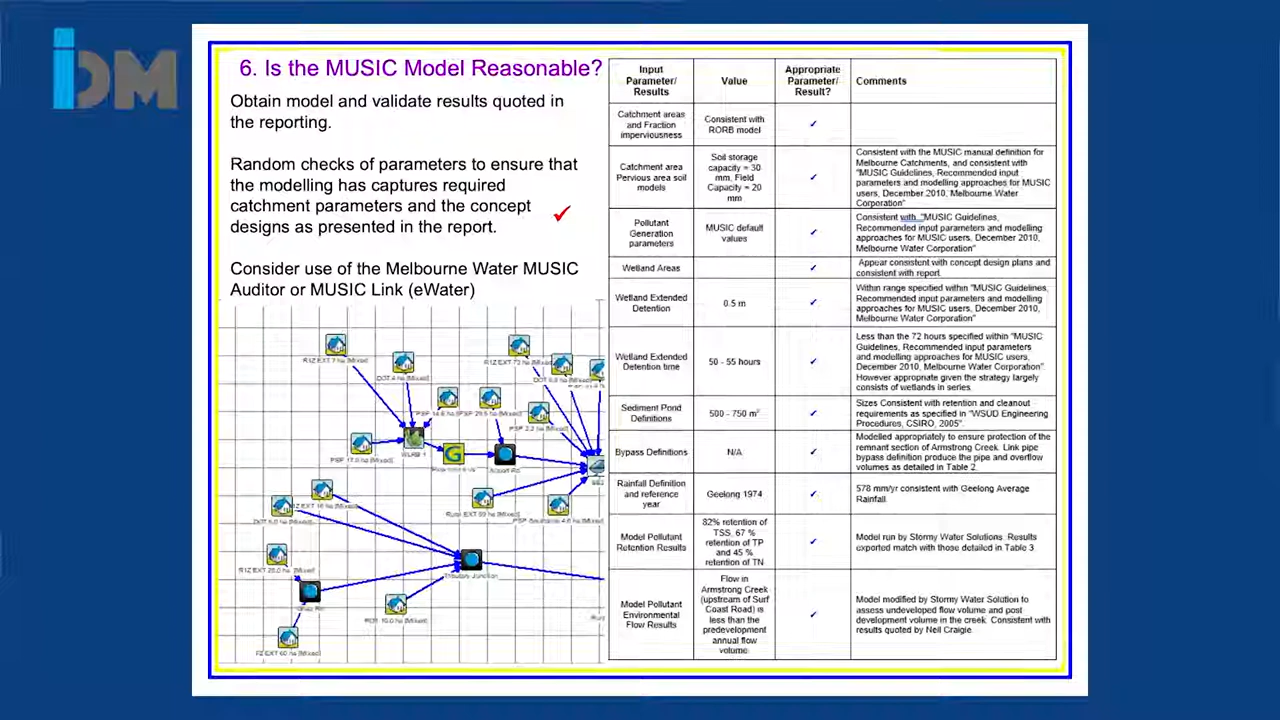 iDM
6. Is the MUSIC Model Reasonable?
Obtain model and validate results quoted in
the reporting.
Random checks of parameters to ensure that
the modelling has captures required
catchment parameters and the concept
designs as presented in the report.
Consider use of the Melbourne Water MUSIC
Auditor or MUSIC Link (eWater)
Input
Parameter/
Results
Value
Appropriate
Parameter/
Result?
Comments
Catchment areas
and Fraction
imperviousness
Consistent with
RORB model
✓
Catchment area
Pervious area soil
models
Soil storage
capacity = 30
mm, Field
Capacity = 20
mm
✓
Consistent with the MUSIC manual definition for
Melbourne Catchments, and consistent with
"MUSIC Guidelines, Recommended input
parameters and modelling approaches for MUSIC
users, December 2010, Melbourne Water
Corporation"
Pollutant
Generation
parameters
MUSIC default
values
✓
Consistent with "MUSIC Guidelines,
Recommended input parameters and modelling
approaches for MUSIC users, December 2010,
Melbourne Water Corporation"
Wetland Areas
✓
Appear consistent with concept design plans and
consistent with report.
Wetland Extended
Detention
0.5 m
✓
Within range specified within "MUSIC Guidelines,
Recommended input parameters and modelling
approaches for MUSIC users, December 2010,
Melbourne Water Corporation"
Wetland Extended
Detention time
50 - 55 hours
✓
Less than the 72 hours specified within "MUSIC
Guidelines, Recommended input parameters
and modelling approaches for MUSIC users,
December 2010, Melbourne Water Corporation".
However appropriate given the strategy largely
consists of wetlands in series.
Sediment Pond
Definitions
500 - 750 m²
✓
Sizes Consistent with retention and cleanout
requirements as specified in "WSUD Engineering
Procedures, CSIRO, 2005".
Bypass Definitions
N/A
✓
Modelled appropriately to ensure protection of the
remnant section of Armstrong Creek. Link pipe
bypass definition produce the pipe and overflow
volumes as detailed in Table 2.
Rainfall Definition
and reference
year
Geelong 1974
✓
578 mm/yr consistent with Geelong Average
Rainfall.
Model Pollutant
Retention Results
82% retention of
TSS, 67 %
retention of TP
and 45 %
retention of TN
✓
Model run by Stormy Water Solutions. Results
exported match with those detailed in Table 3
Model Pollutant
Environmental
Flow Results
Flow in
Armstrong Creek
(upstream of Surf
Coast Road) is
less than the
predevelopment
annual flow
volume.
✓
Model modified by Stormy Water Solution to
assess undeveloped flow volume and post
development volume in the creek. Consistent with
results quoted by Neil Craigie
Tributary Junction